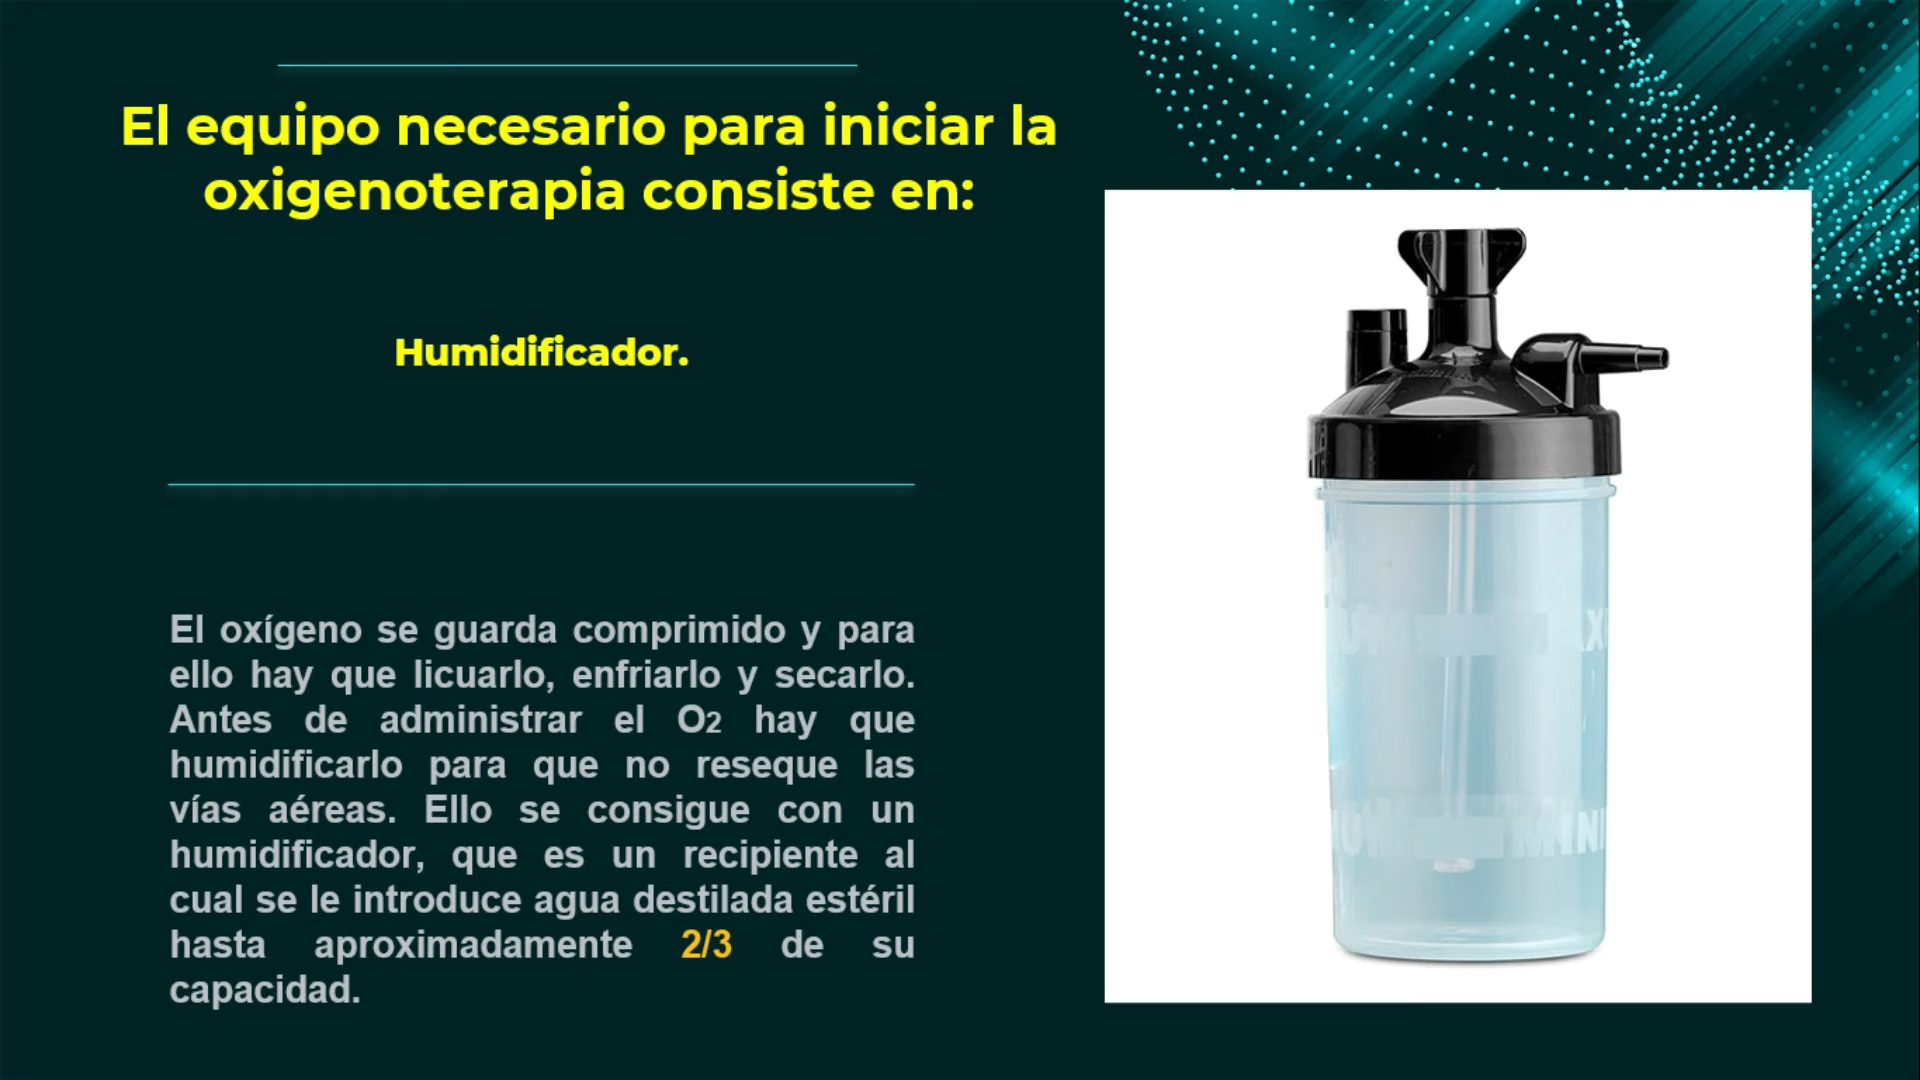 El equipo necesario para iniciar la
oxigenoterapia consiste en:
Humidificador.
El oxígeno se guarda comprimido y para
ello hay que licuarlo, enfriarlo y secarlo.
Antes de administrar el O2 hay que
humidificarlo para que no reseque las
vías aéreas. Ello se consigue con un
humidificador, que es un recipiente al
cual se le introduce agua destilada estéril
hasta aproximadamente 2/3 de su
capacidad.